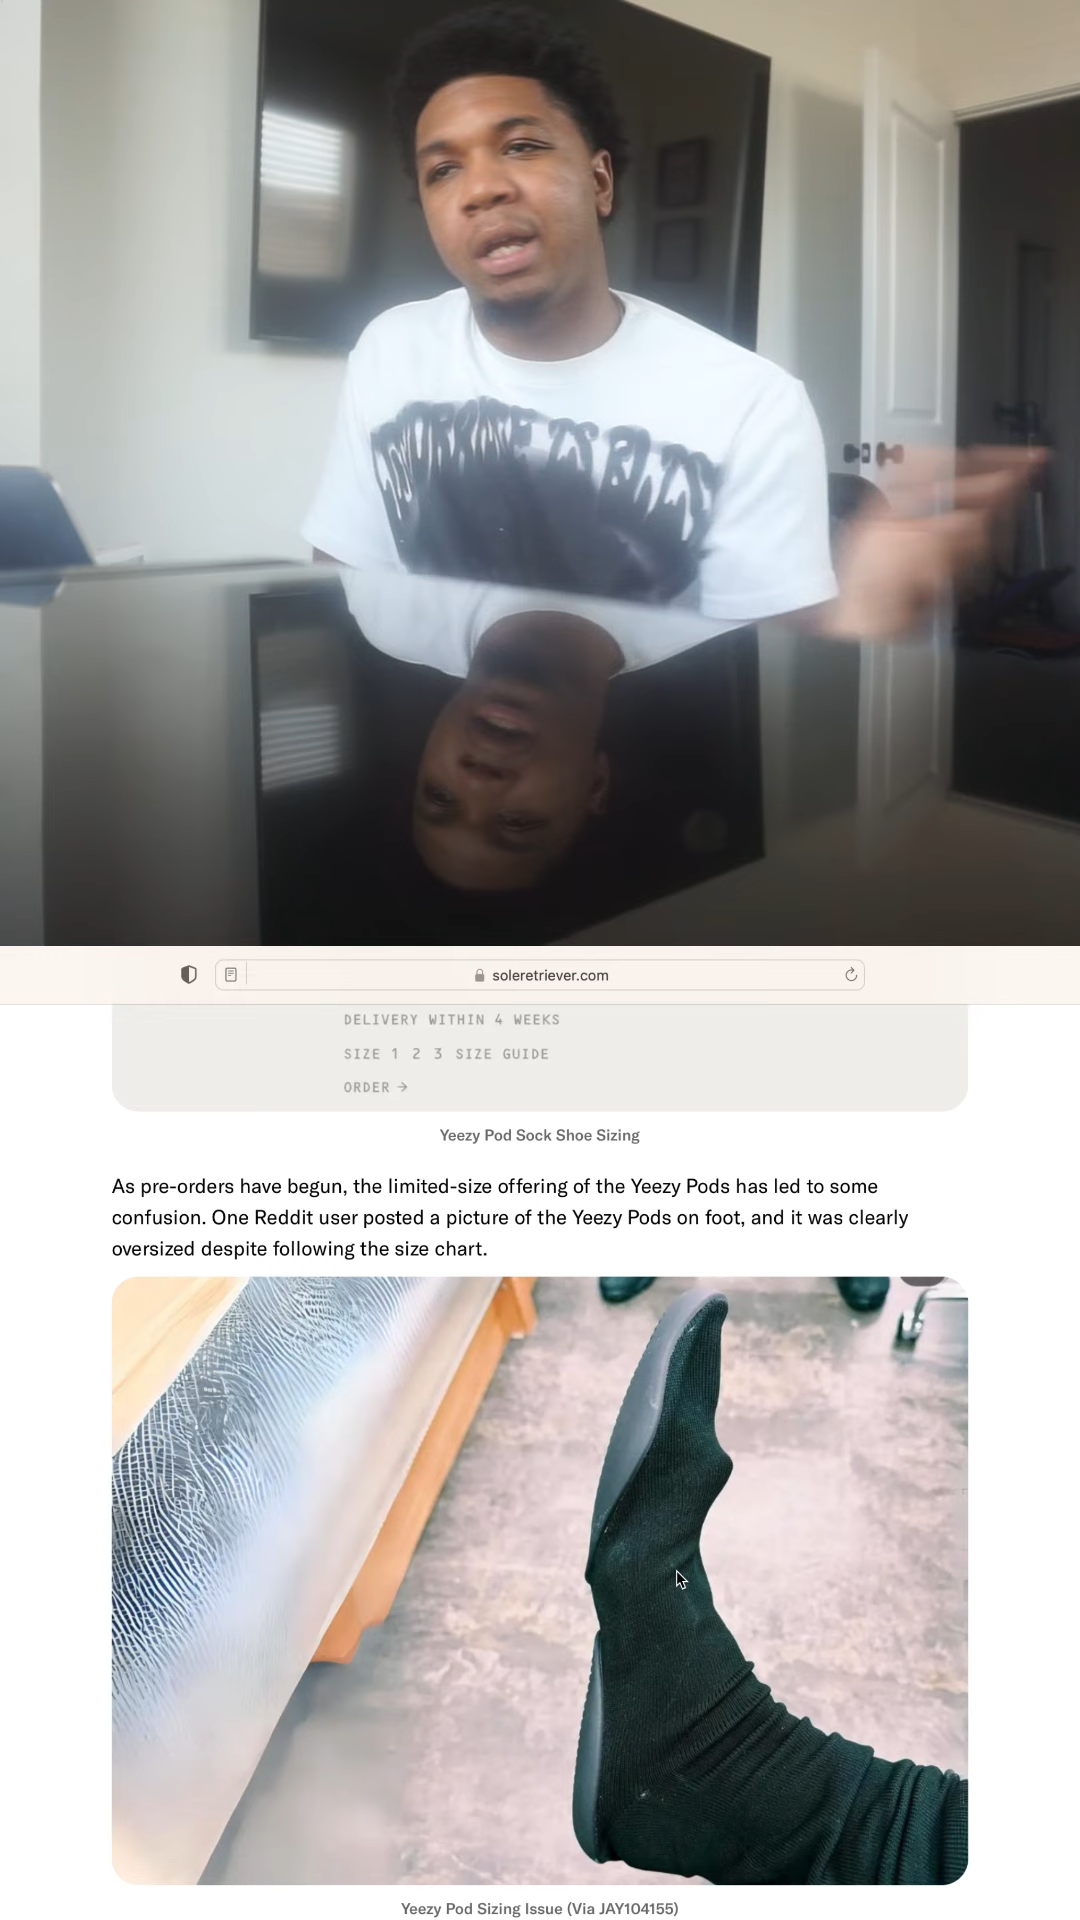 IS
soleretriever.com
DELIVERY WITHIN 4 WEEKS
SIZE 1 2 3 SIZE GUIDE
ORDER →
Yeezy Pod Sock Shoe Sizing
As pre-orders have begun, the limited-size offering of the Yeezy Pods has led to some
confusion. One Reddit user posted a picture of the Yeezy Pods on foot, and it was clearly
oversized despite following the size chart.
Yeezy Pod Sizing Issue (Via JAY104155)